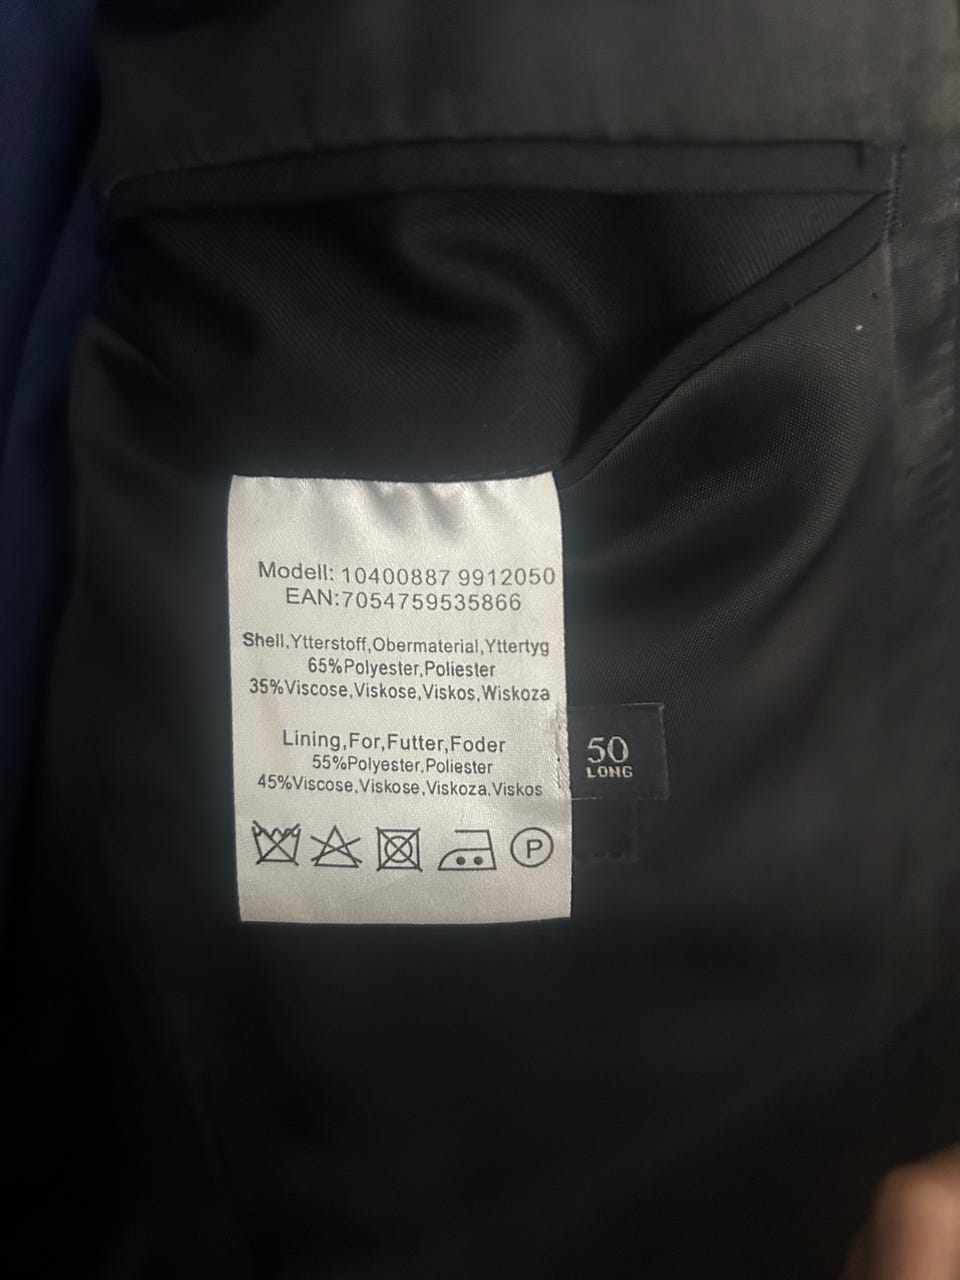 Modell: 10400887 9912050
EAN:7054759535866
Shell,Ytterstoff,Obermaterial,Yttertyg
65%Polyester,Poliester
35%Viscose,Viskose,Viskos,Wiskoza
Lining,For,Futter,Foder
55%Polyester,Poliester
45%Viscose,Viskose,Viskoza,Viskos
P
50
LONG